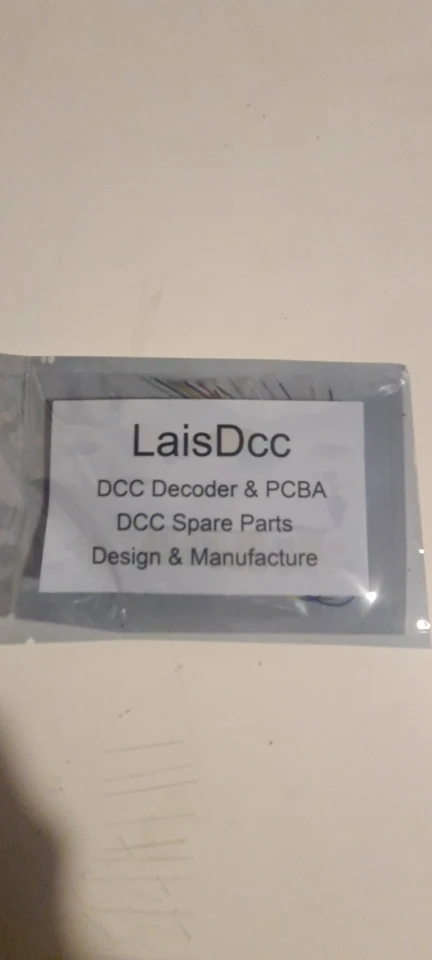 LaisDcc
DCC Decoder & PCBA
DCC Spare Parts
Design & Manufacture